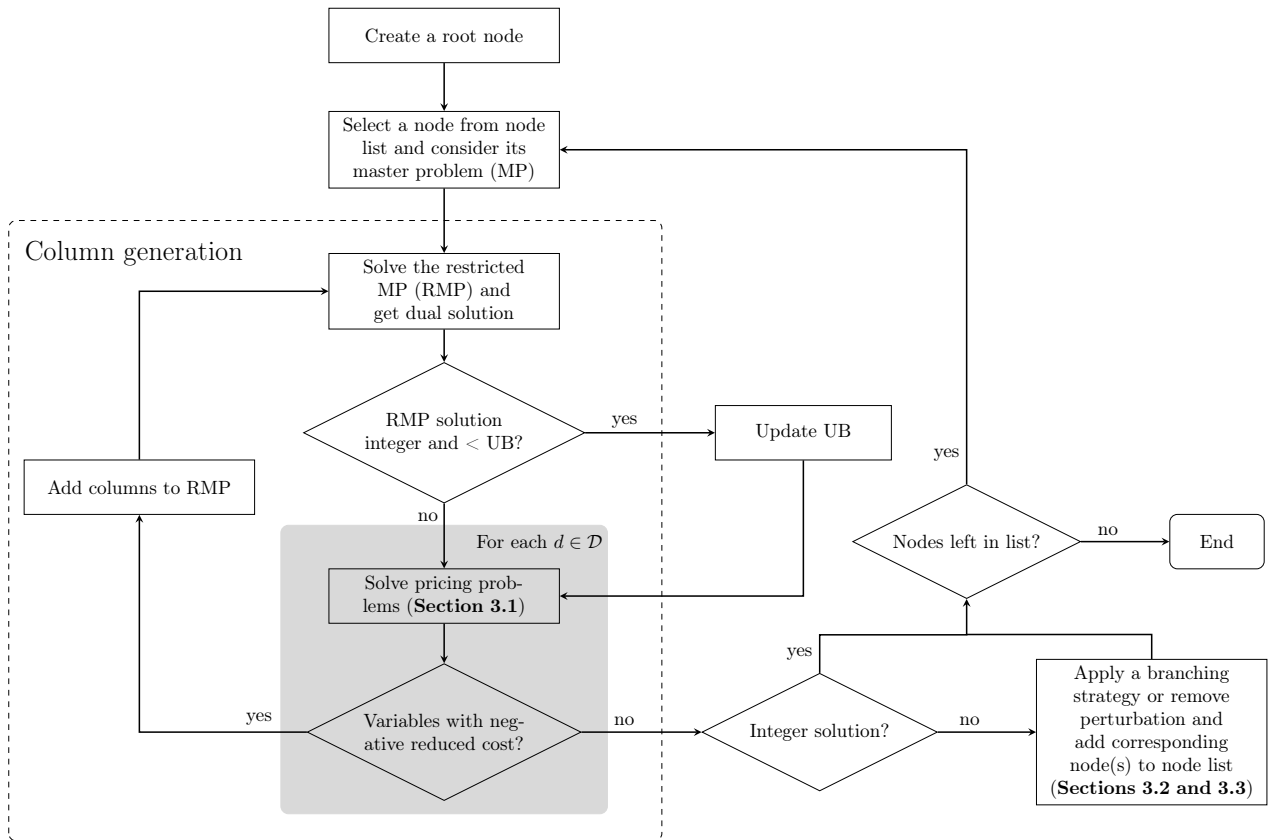 Create a root node
Select a node from node
list and consider its
master problem (MP)
Column generation
Solve the restricted
MP (RMP) and
get dual solution
RMP solution
integer and < UB?
yes
Update UB
no
Add columns to RMP
For each d ∈ 𝒟
Solve pricing prob-
lems (Section 3.1)
Variables with neg-
ative reduced cost?
yes
no
Integer solution?
yes
no
Apply a branching
strategy or remove
perturbation and
add corresponding
node(s) to node list
(Sections 3.2 and 3.3)
Nodes left in list?
yes
no
End